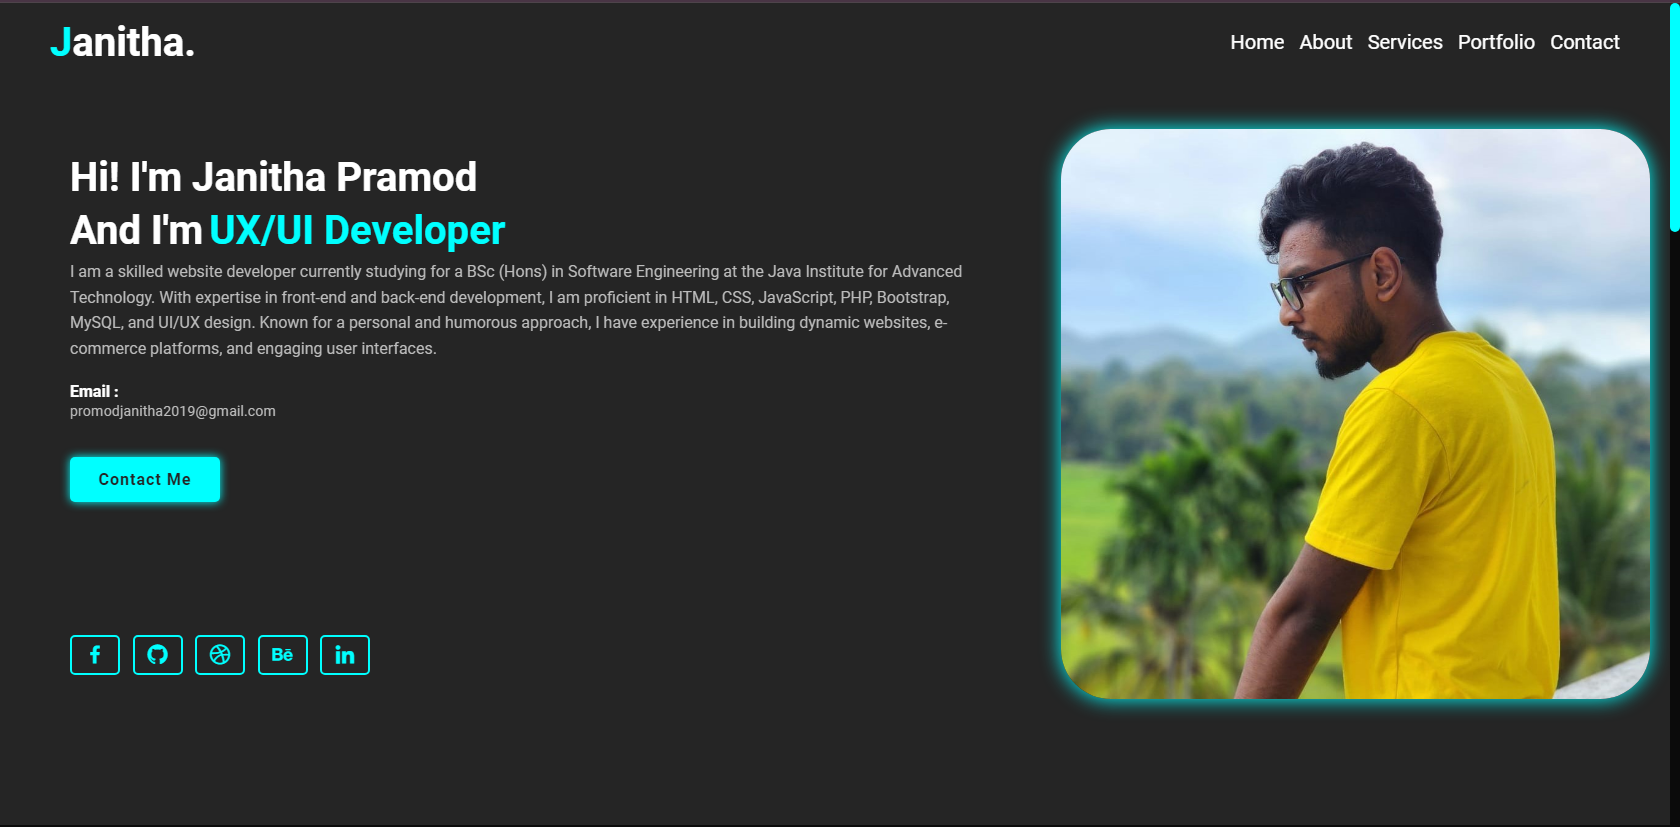 Janitha.
Home About Services Portfolio Contact
Hi! I'm Janitha Pramod
And I'm UX/UI Developer
I am a skilled website developer currently studying for a BSc (Hons) in Software Engineering at the Java Institute for Advanced
Technology. With expertise in front-end and back-end development, I am proficient in HTML, CSS, JavaScript, PHP, Bootstrap,
MySQL, and UI/UX design. Known for a personal and humorous approach, I have experience in building dynamic websites, e-
commerce platforms, and engaging user interfaces.
Email :
promodjanitha2019@gmail.com
Contact Me
f Bē in